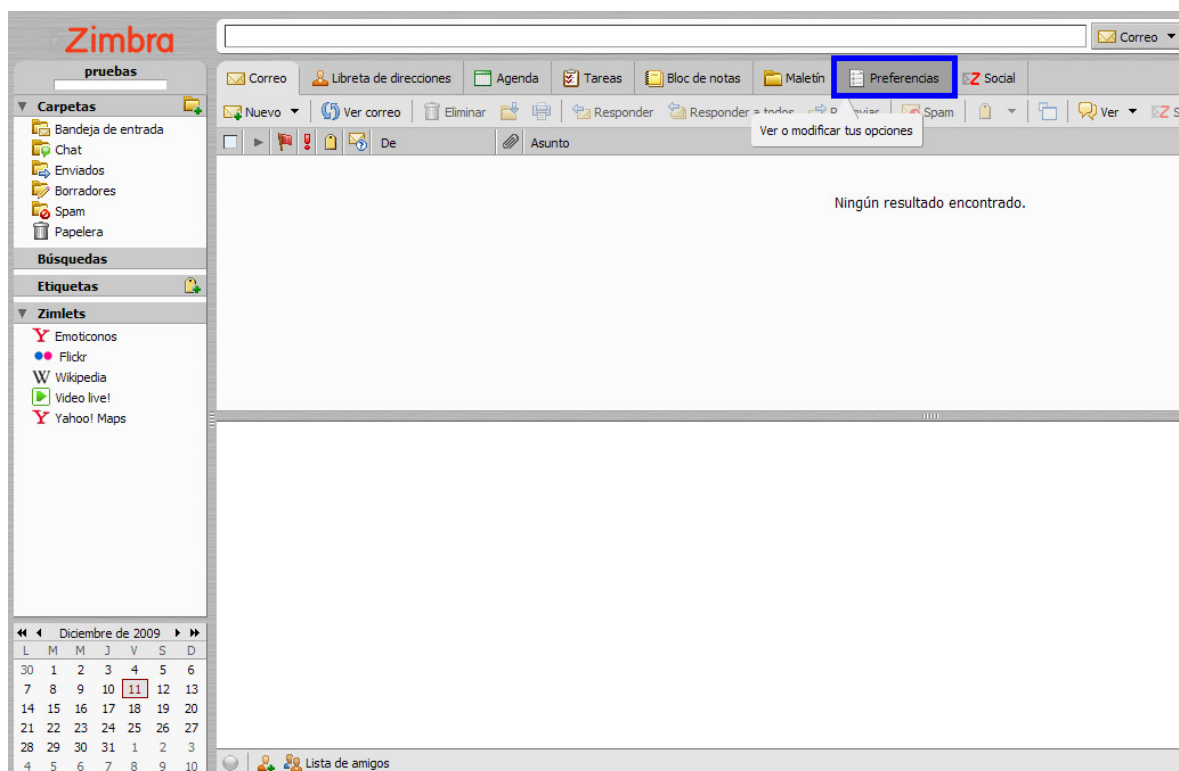 Zimbra
Correo
pruebas
Correo Libreta de direcciones Agenda Tareas Bloc de notas Maletín Preferencias Z Social
Carpetas
Nuevo Ver correo Eliminar Responder Responder a todos Spam Ver Z S
Ver o modificar tus opciones
De Asunto
Bandeja de entrada
Chat
Enviados
Borradores
Spam
Papelera
Ningún resultado encontrado.
Búsquedas
Etiquetas
Zimlets
Y Emoticonos
Flickr
W Wikipedia
Video live!
Y Yahoo! Maps
Diciembre de 2009
L M M J V S D
30 1 2 3 4 5 6
7 8 9 10 11 12 13
14 15 16 17 18 19 20
21 22 23 24 25 26 27
28 29 30 31 1 2 3
4 5 6 7 8 9 10
Lista de amigos